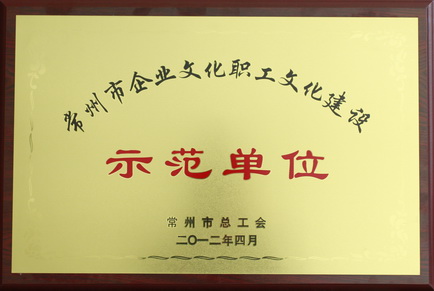 常州市企业文化职工文化建设
示范单位
常州市总工会
二〇一二年四月